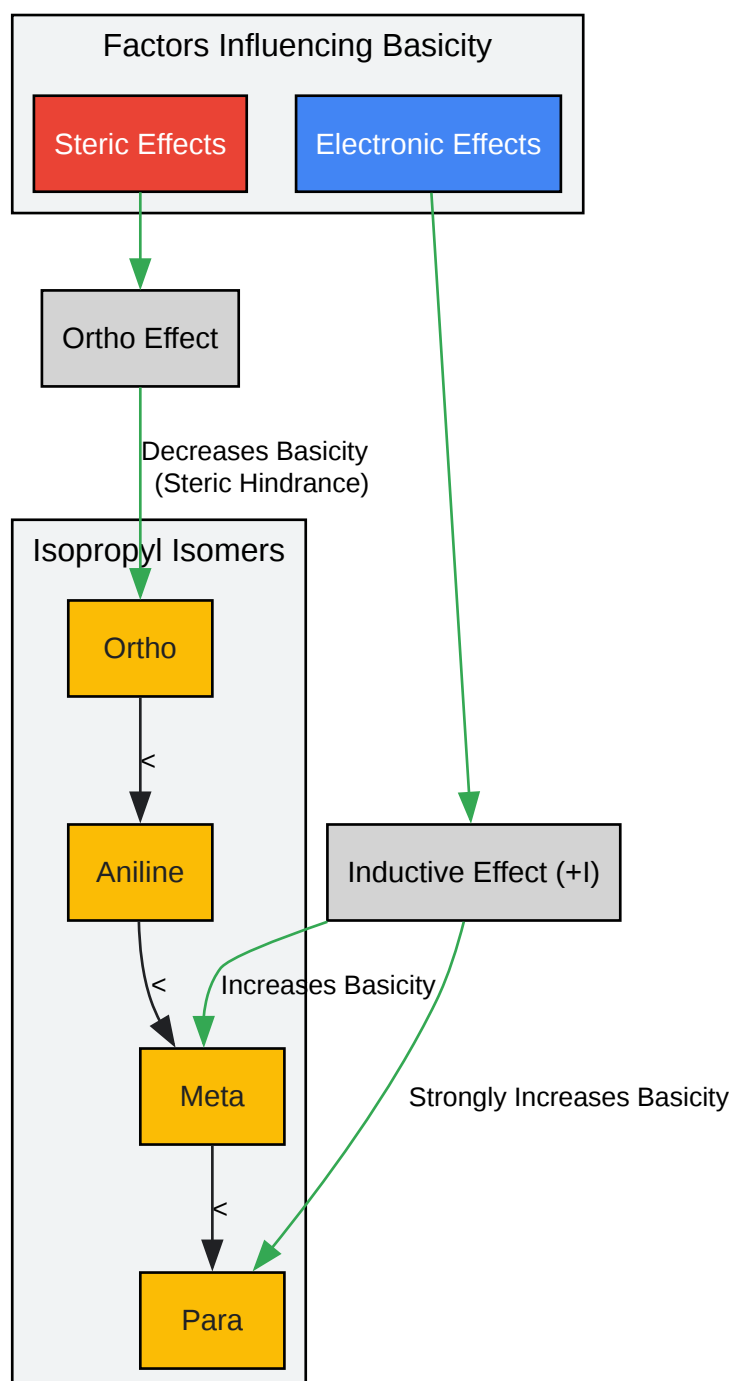 Factors Influencing Basicity
Steric Effects
Electronic Effects
Ortho Effect
Decreases Basicity
(Steric Hindrance)
Isopropyl Isomers
Ortho
<
Aniline
Inductive Effect (+I)
<
Increases Basicity
Meta
Strongly Increases Basicity
<
Para